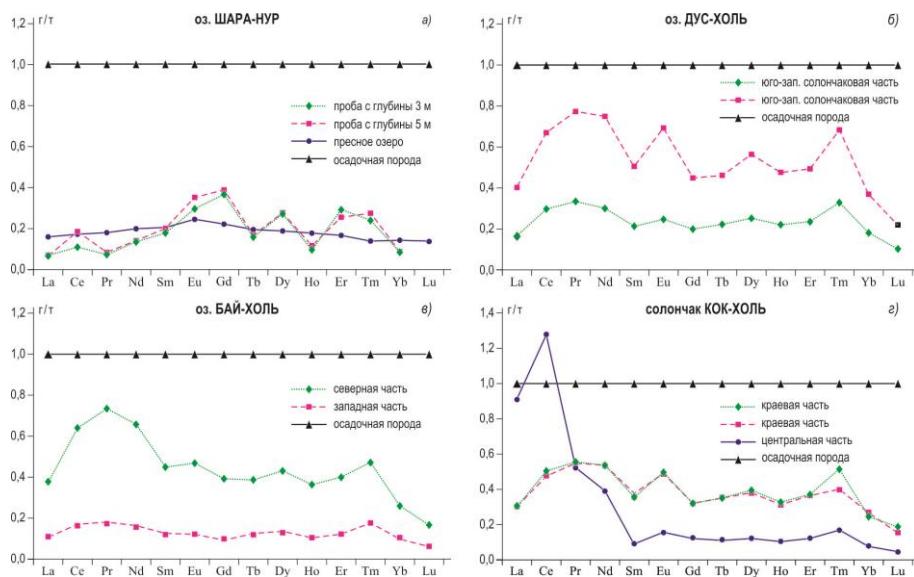 г/т
оз. ШАРА-НУР
а)
1,2
1,0
0,8
0,6
0,4
0,2
0,0
проба с глубины 3 м
проба с глубины 5 м
пресное озеро
осадочная порода
La Ce Pr Nd Sm Eu Gd Tb Dy Ho Er Tm Yb Lu
г/т
оз. ДУС-ХОЛЬ
б)
1,2
1,0
0,8
0,6
0,4
0,2
0,0
юго-зап. солончаковая часть
юго-зап. солончаковая часть
осадочная порода
La Ce Pr Nd Sm Eu Gd Tb Dy Ho Er Tm Yb Lu
г/т
оз. БАЙ-ХОЛЬ
в)
1,2
1,0
0,8
0,6
0,4
0,2
0,0
северная часть
западная часть
осадочная порода
La Ce Pr Nd Sm Eu Gd Tb Dy Ho Er Tm Yb Lu
г/т
солончак КОК-ХОЛЬ
г)
1,4
1,2
1,0
0,8
0,6
0,4
0,2
0,0
краевая часть
краевая часть
центральная часть
осадочная порода
La Ce Pr Nd Sm Eu Gd Tb Dy Ho Er Tm Yb Lu